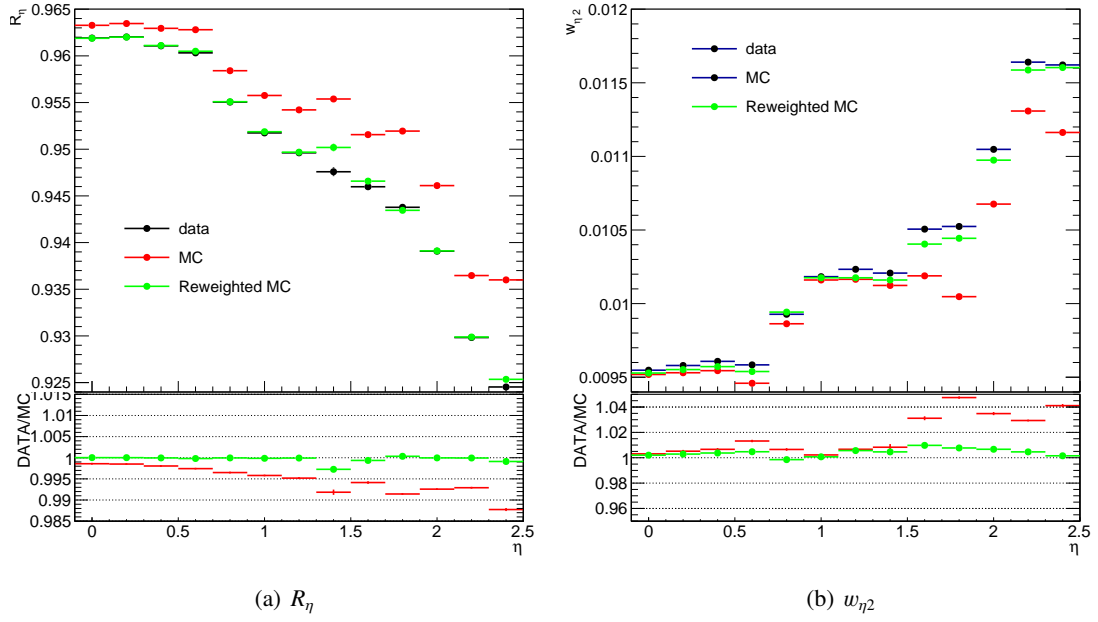 R_η
0.965
0.96
0.955
0.95
0.945
0.94
0.935
0.93
0.925
data
MC
Reweighted MC
DATA/MC
1.015
1.01
1.005
1
0.995
0.99
0.985
0 0.5 1 1.5 2 2.5
η
(a) R_η
w_η 2
0.012
0.0115
0.011
0.0105
0.01
0.0095
data
MC
Reweighted MC
DATA/MC
1.04
1.02
1
0.98
0.96
0 0.5 1 1.5 2 2.5
η
(b) w_η2